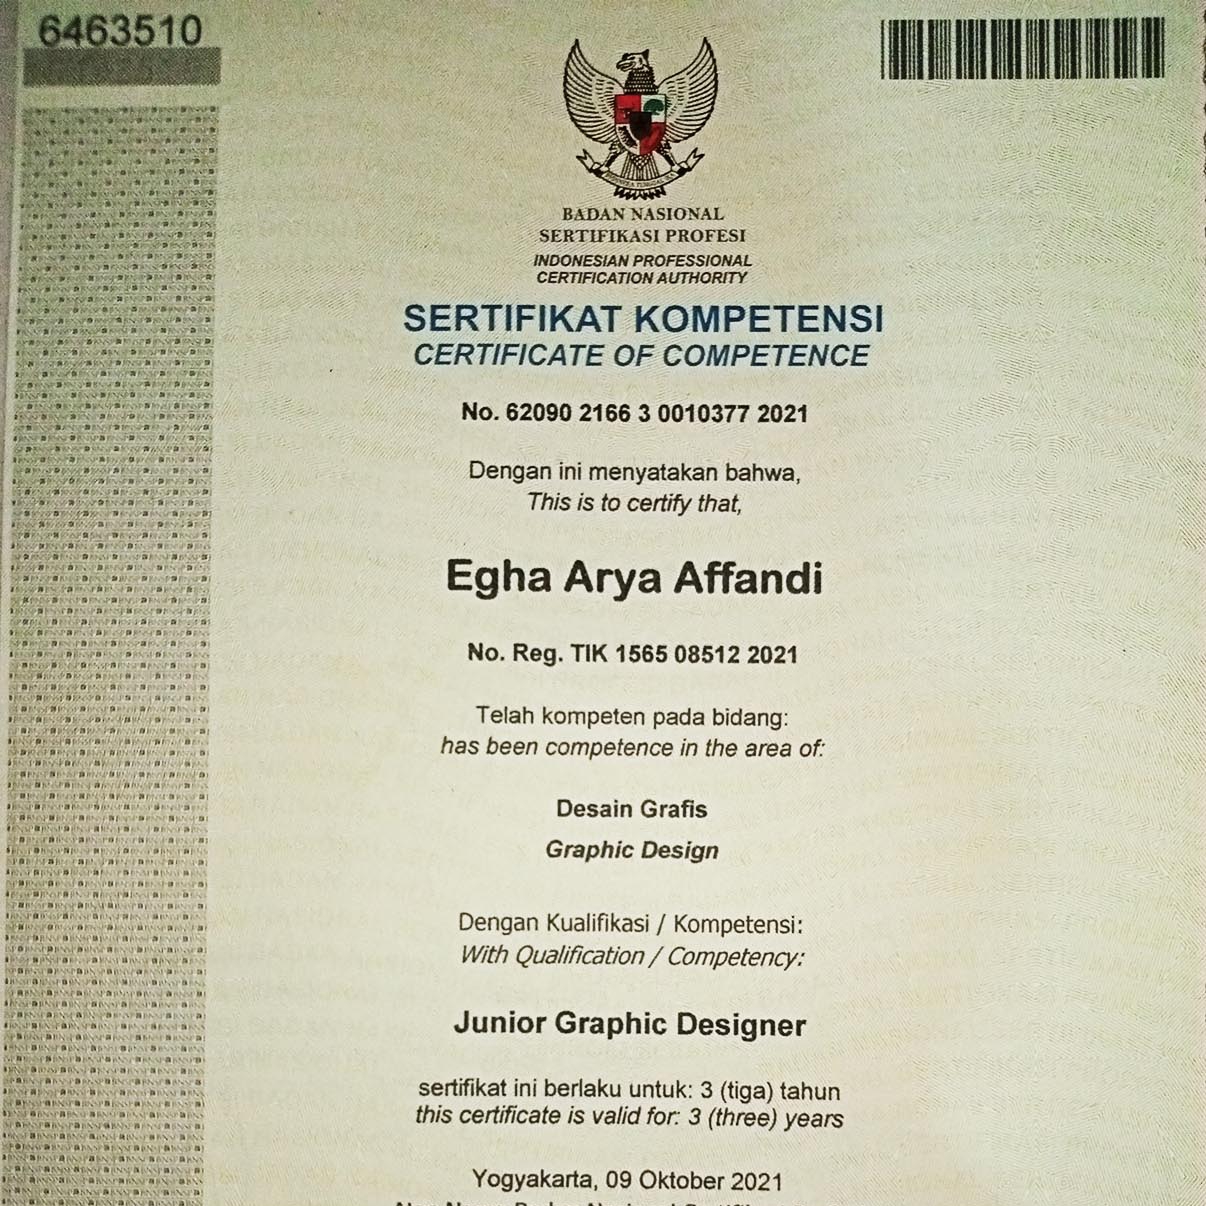 6463510
BADAN NASIONAL
SERTIFIKASI PROFESI
INDONESIAN PROFESSIONAL
CERTIFICATION AUTHORITY
SERTIFIKAT KOMPETENSI
CERTIFICATE OF COMPETENCE
No. 62090 2166 3 0010377 2021
Dengan ini menyatakan bahwa,
This is to certify that,
Egha Arya Affandi
No. Reg. TIK 1565 08512 2021
Telah kompeten pada bidang:
has been competence in the area of:
Desain Grafis
Graphic Design
Dengan Kualifikasi / Kompetensi:
With Qualification / Competency:
Junior Graphic Designer
sertifikat ini berlaku untuk: 3 (tiga) tahun
this certificate is valid for: 3 (three) years
Yogyakarta, 09 Oktober 2021